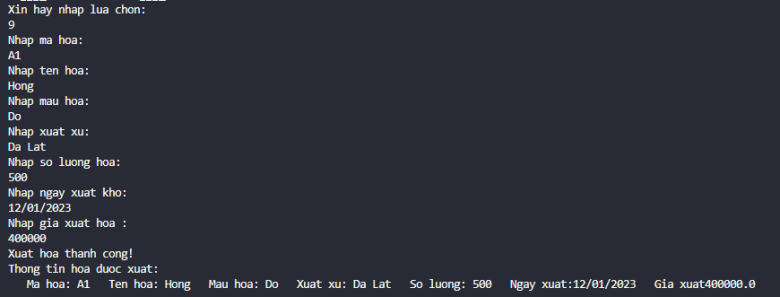 Xin hay nhap lua chon:
9
Nhap ma hoa:
A1
Nhap ten hoa:
Hong
Nhap mau hoa:
Do
Nhap xuat xu:
Da Lat
Nhap so luong hoa:
500
Nhap ngay xuat kho:
12/01/2023
Nhap gia xuat hoa :
400000
Xuat hoa thanh cong!
Thong tin hoa duoc xuat:
Ma hoa: A1   Ten hoa: Hong   Mau hoa: Do   Xuat xu: Da Lat   So luong: 500   Ngay xuat:12/01/2023   Gia xuat400000.0